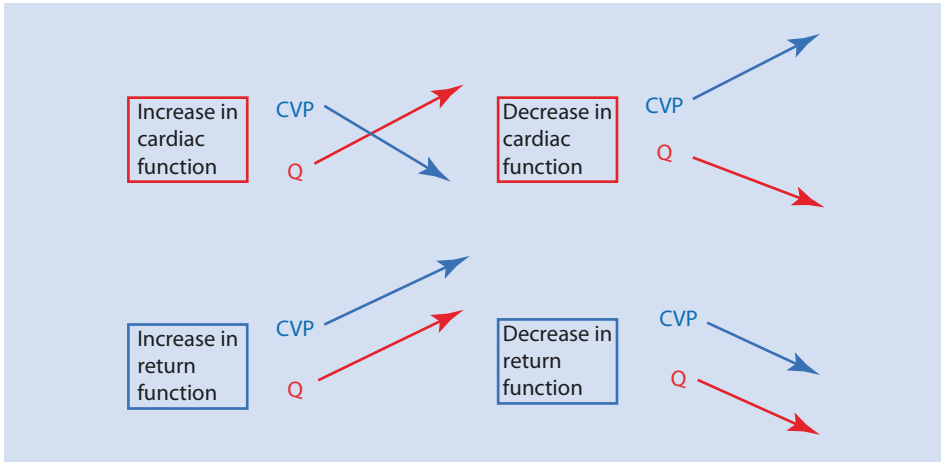 Increase in
cardiac
function
CVP
Q
Decrease in
cardiac
function
CVP
Q
Increase in
return
function
CVP
Q
Decrease in
return
function
CVP
Q